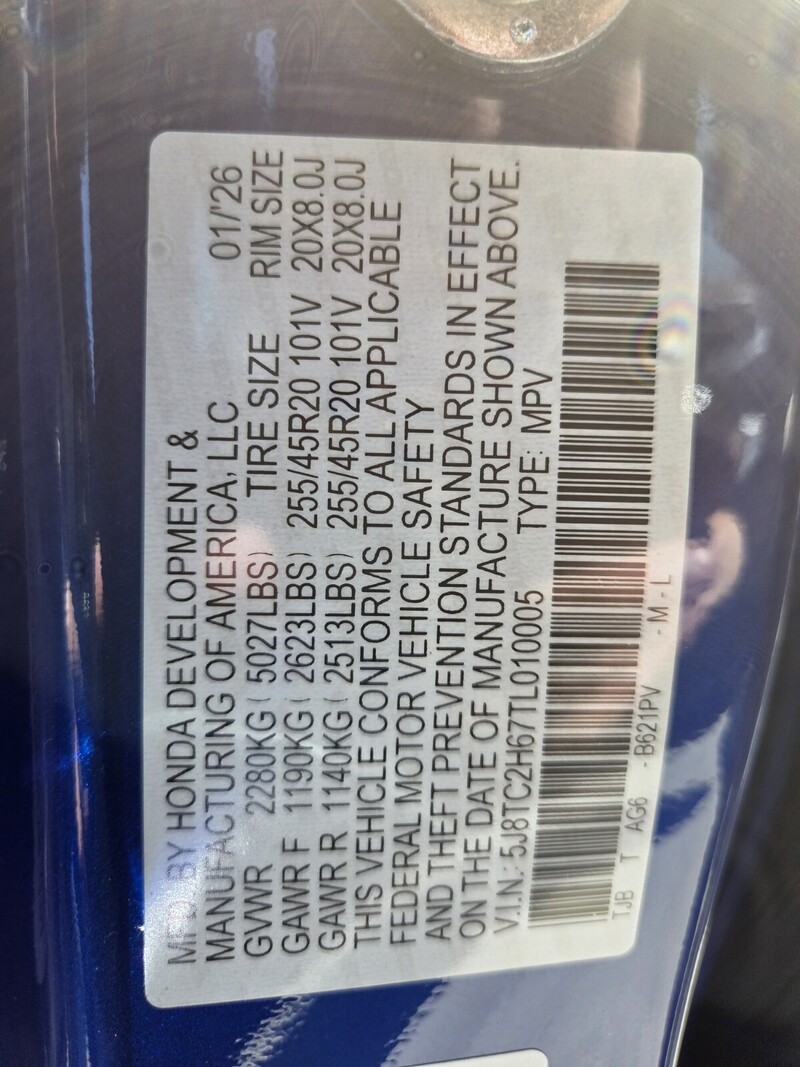 MFD. BY HONDA DEVELOPMENT &
MANUFACTURING OF AMERICA, LLC 01/'26
GVWR 2280KG ( 5027LBS) TIRE SIZE RIM SIZE
GAWR F 1190KG ( 2623LBS) 255/45R20 101V 20X8.0J
GAWR R 1140KG ( 2513LBS) 255/45R20 101V 20X8.0J
THIS VEHICLE CONFORMS TO ALL APPLICABLE
FEDERAL MOTOR VEHICLE SAFETY
AND THEFT PREVENTION STANDARDS IN EFFECT
ON THE DATE OF MANUFACTURE SHOWN ABOVE.
V.I.N.: 5J8TC2H67TL010005 TYPE: MPV
TJB T AG6 - B621PV - M - L